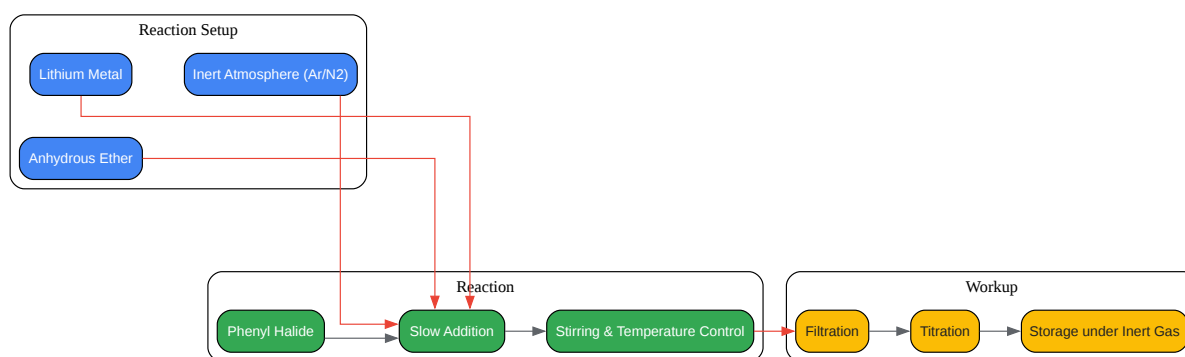 Reaction Setup
Lithium Metal
Inert Atmosphere (Ar/N2)
Anhydrous Ether
Reaction
Phenyl Halide
Slow Addition
Stirring & Temperature Control
Workup
Filtration
Titration
Storage under Inert Gas